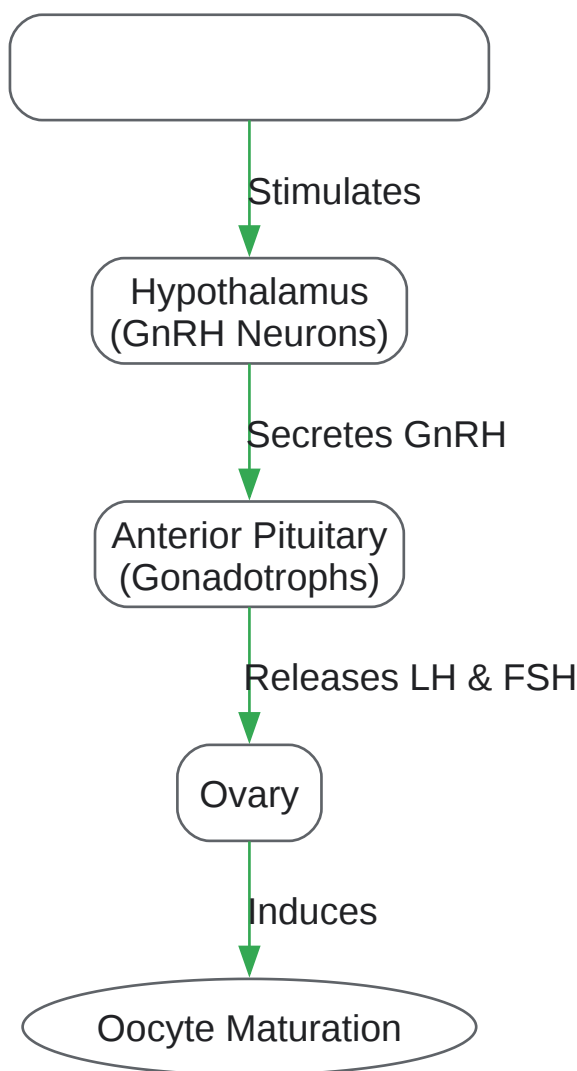 Stimulates
Hypothalamus
(GnRH Neurons)
Secretes GnRH
Anterior Pituitary
(Gonadotrophs)
Releases LH & FSH
Ovary
Induces
Oocyte Maturation